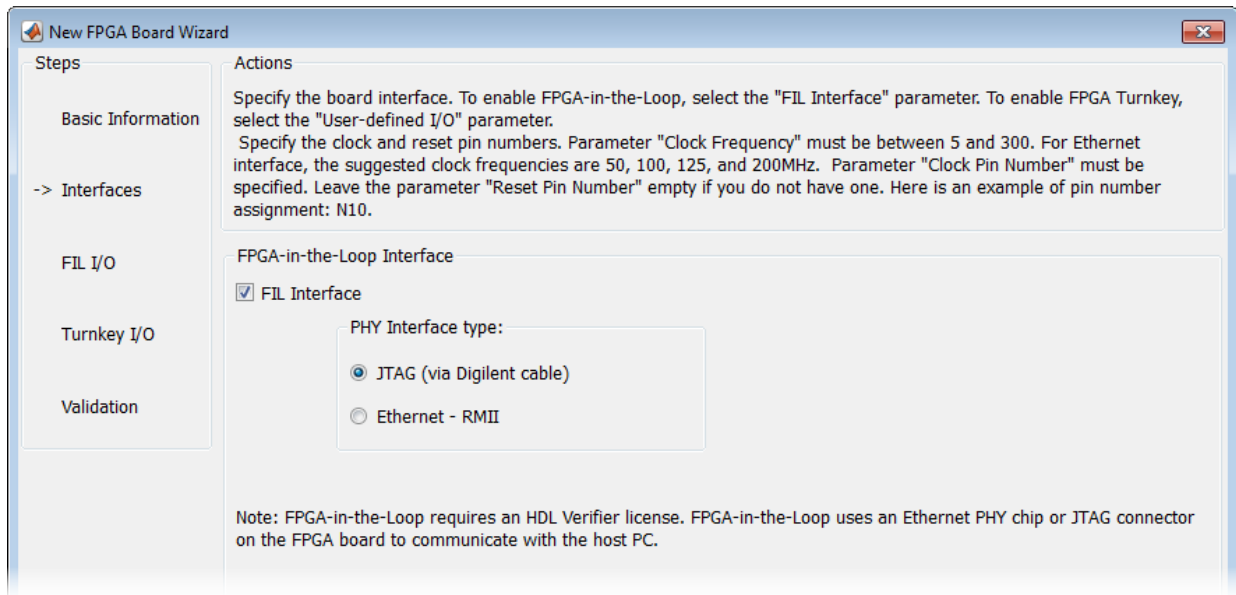 New FPGA Board Wizard
Steps
Basic Information
-> Interfaces
FIL I/O
Turnkey I/O
Validation
Actions
Specify the board interface. To enable FPGA-in-the-Loop, select the "FIL Interface" parameter. To enable FPGA Turnkey,
select the "User-defined I/O" parameter.
Specify the clock and reset pin numbers. Parameter "Clock Frequency" must be between 5 and 300. For Ethernet
interface, the suggested clock frequencies are 50, 100, 125, and 200MHz.  Parameter "Clock Pin Number" must be
specified. Leave the parameter "Reset Pin Number" empty if you do not have one. Here is an example of pin number
assignment: N10.
FPGA-in-the-Loop Interface
FIL Interface
PHY Interface type:
JTAG (via Digilent cable)
Ethernet - RMII
Note: FPGA-in-the-Loop requires an HDL Verifier license. FPGA-in-the-Loop uses an Ethernet PHY chip or JTAG connector
on the FPGA board to communicate with the host PC.